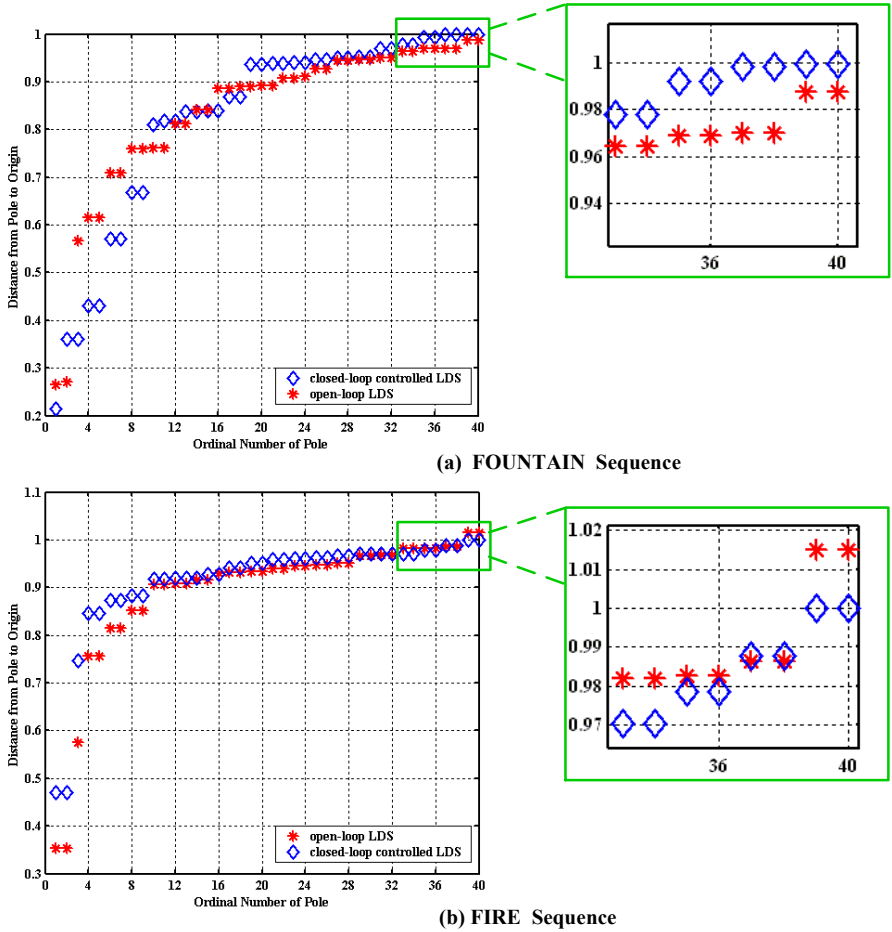 1
0.9
0.8
0.7
0.6
0.5
0.4
0.3
0.2
0 4 8 12 16 20 24 28 32 36 40
Distance from Pole to Origin
Ordinal Number of Pole
closed-loop controlled LDS
open-loop LDS
1
0.98
0.96
0.94
36 40
(a) FOUNTAIN Sequence
1.1
1
0.9
0.8
0.7
0.6
0.5
0.4
0.3
0 4 8 12 16 20 24 28 32 36 40
Distance from Pole to Origin
Ordinal Number of Pole
open-loop LDS
closed-loop controlled LDS
1.02
1.01
1
0.99
0.98
0.97
36 40
(b) FIRE Sequence